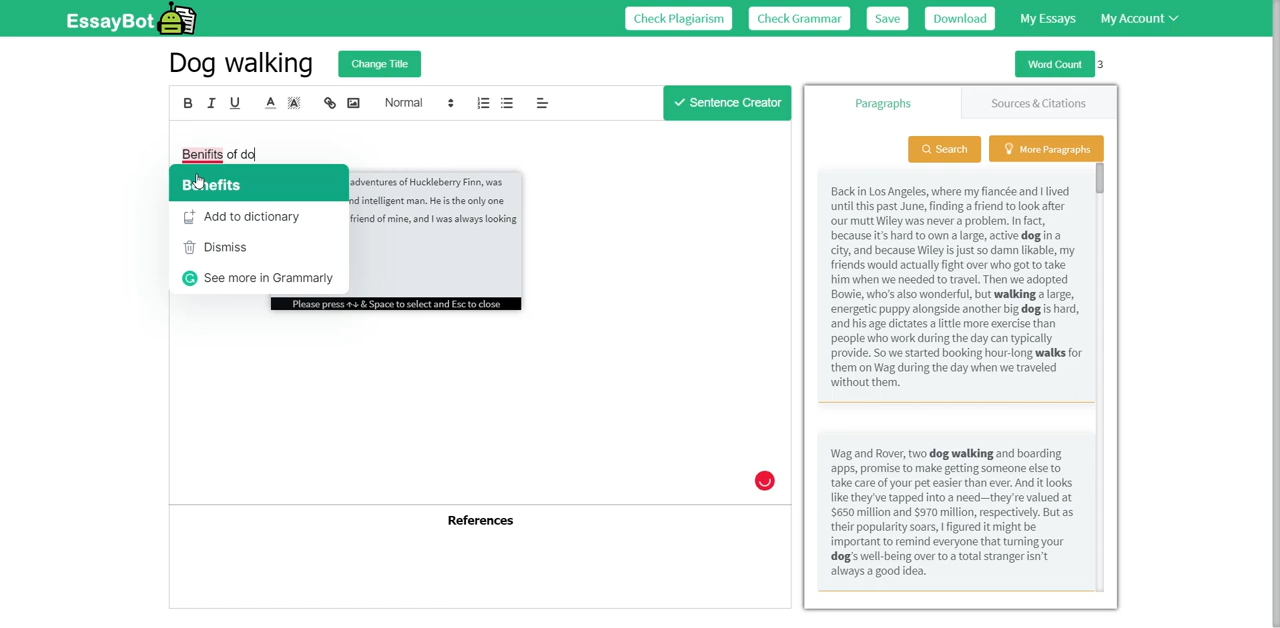 EssayBot
Check Plagiarism
Check Grammar
Save
Download
My Essays
My Account
Dog walking
Change Title
Word Count
3
B I U A A
Normal
Sentence Creator
Benifits of do
Benefits
Add to dictionary
Dismiss
See more in Grammarly
adventures of Huckleberry Finn, was
nd intelligent man. He is the only one
friend of mine, and I was always looking
Please press ↑↓ & Space to select and Esc to close
References
Paragraphs
Sources & Citations
Search
More Paragraphs
Back in Los Angeles, where my fiancée and I lived
until this past June, finding a friend to look after
our mutt Wiley was never a problem. In fact,
because it's hard to own a large, active dog in a
city, and because Wiley is just so damn likable, my
friends would actually fight over who got to take
him when we needed to travel. Then we adopted
Bowie, who's also wonderful, but walking a large,
energetic puppy alongside another big dog is hard,
and his age dictates a little more exercise than
people who work during the day can typically
provide. So we started booking hour-long walks for
them on Wag during the day when we traveled
without them.
Wag and Rover, two dog walking and boarding
apps, promise to make getting someone else to
take care of your pet easier than ever. And it looks
like they've tapped into a need—they're valued at
$650 million and $970 million, respectively. But as
their popularity soars, I figured it might be
important to remind everyone that turning your
dog's well-being over to a total stranger isn't
always a good idea.